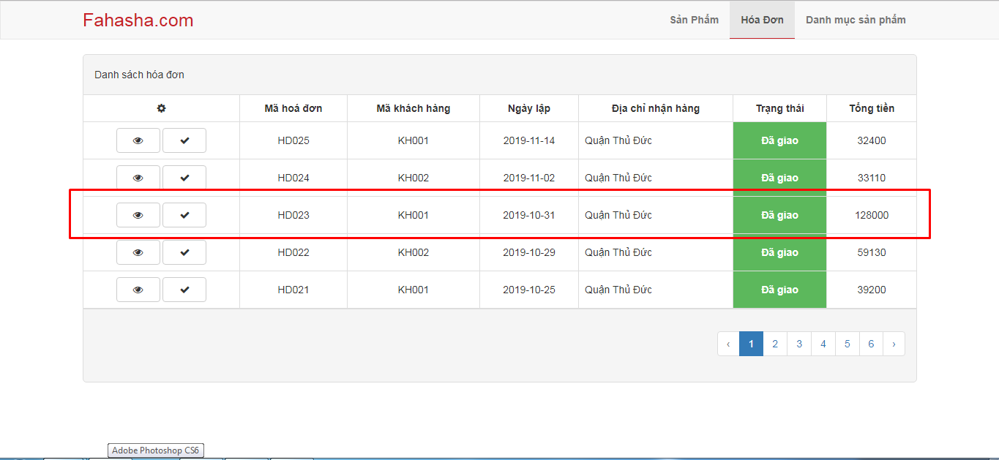 Fahasha.com Sản Phẩm Hóa Đơn Danh mục sản phẩm
Danh sách hóa đơn
Mã hoá đơn Mã khách hàng Ngày lập Địa chỉ nhận hàng Trạng thái Tổng tiền
HD025 KH001 2019-11-14 Quận Thủ Đức Đã giao 32400
HD024 KH002 2019-11-02 Quận Thủ Đức Đã giao 33110
HD023 KH001 2019-10-31 Quận Thủ Đức Đã giao 128000
HD022 KH002 2019-10-29 Quận Thủ Đức Đã giao 59130
HD021 KH001 2019-10-25 Quận Thủ Đức Đã giao 39200
‹ 1 2 3 4 5 6 ›
Adobe Photoshop CS6